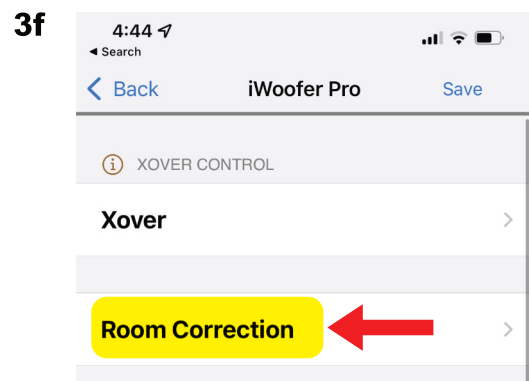 3f
4:44
Search
Back iWoofer Pro Save
XOVER CONTROL
Xover
Room Correction